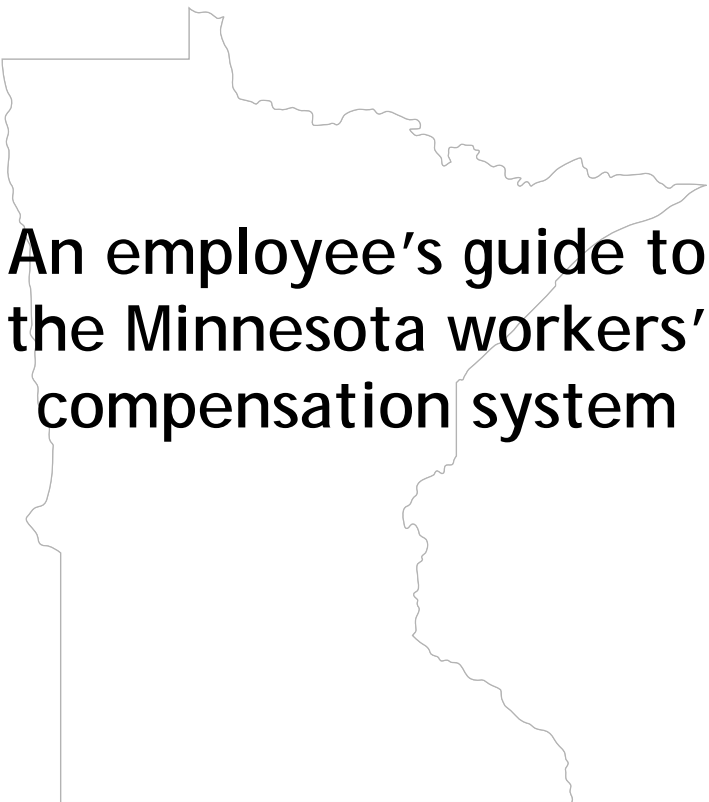 An employee's guide to
the Minnesota workers'
compensation system